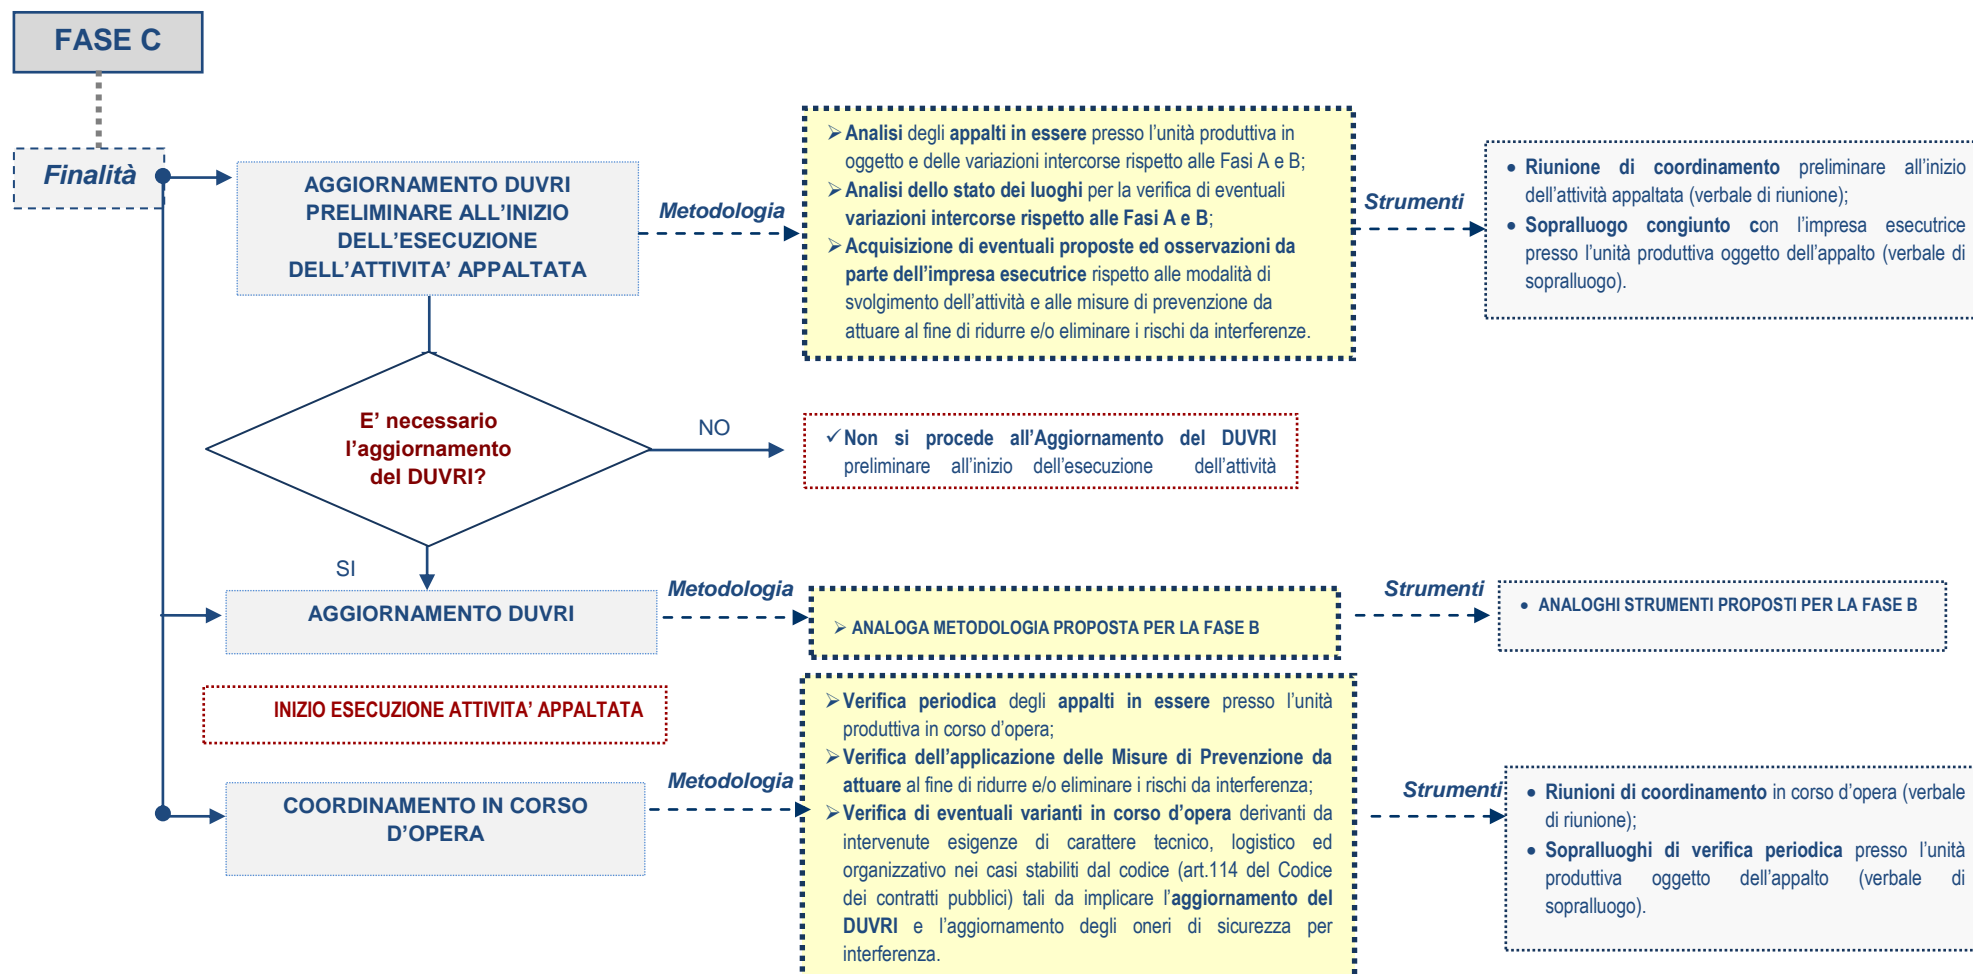 FASE C
Finalità
AGGIORNAMENTO DUVRI
PRELIMINARE ALL’INIZIO
DELL’ESECUZIONE
DELL’ATTIVITA’ APPALTATA
Metodologia
➢ Analisi degli appalti in essere presso l’unità produttiva in
oggetto e delle variazioni intercorse rispetto alle Fasi A e B;
➢ Analisi dello stato dei luoghi per la verifica di eventuali
variazioni intercorse rispetto alle Fasi A e B;
➢ Acquisizione di eventuali proposte ed osservazioni da
parte dell’impresa esecutrice rispetto alle modalità di
svolgimento dell’attività e alle misure di prevenzione da
attuare al fine di ridurre e/o eliminare i rischi da interferenze.
Strumenti
• Riunione di coordinamento preliminare all’inizio
dell’attività appaltata (verbale di riunione);
• Sopralluogo congiunto con l’impresa esecutrice
presso l’unità produttiva oggetto dell’appalto (verbale di
sopralluogo).
E’ necessario
l’aggiornamento
del DUVRI?
NO
✓ Non si procede all’Aggiornamento del DUVRI
preliminare all’inizio dell’esecuzione dell’attività
SI
AGGIORNAMENTO DUVRI
Metodologia
➢ ANALOGA METODOLOGIA PROPOSTA PER LA FASE B
Strumenti
• ANALOGHI STRUMENTI PROPOSTI PER LA FASE B
INIZIO ESECUZIONE ATTIVITA’ APPALTATA
COORDINAMENTO IN CORSO
D’OPERA
Metodologia
➢ Verifica periodica degli appalti in essere presso l’unità
produttiva in corso d’opera;
➢ Verifica dell’applicazione delle Misure di Prevenzione da
attuare al fine di ridurre e/o eliminare i rischi da interferenza;
➢ Verifica di eventuali varianti in corso d’opera derivanti da
intervenute esigenze di carattere tecnico, logistico ed
organizzativo nei casi stabiliti dal codice (art.114 del Codice
dei contratti pubblici) tali da implicare l’aggiornamento del
DUVRI e l’aggiornamento degli oneri di sicurezza per
interferenza.
Strumenti
• Riunioni di coordinamento in corso d’opera (verbale
di riunione);
• Sopralluoghi di verifica periodica presso l’unità
produttiva oggetto dell’appalto (verbale di
sopralluogo).